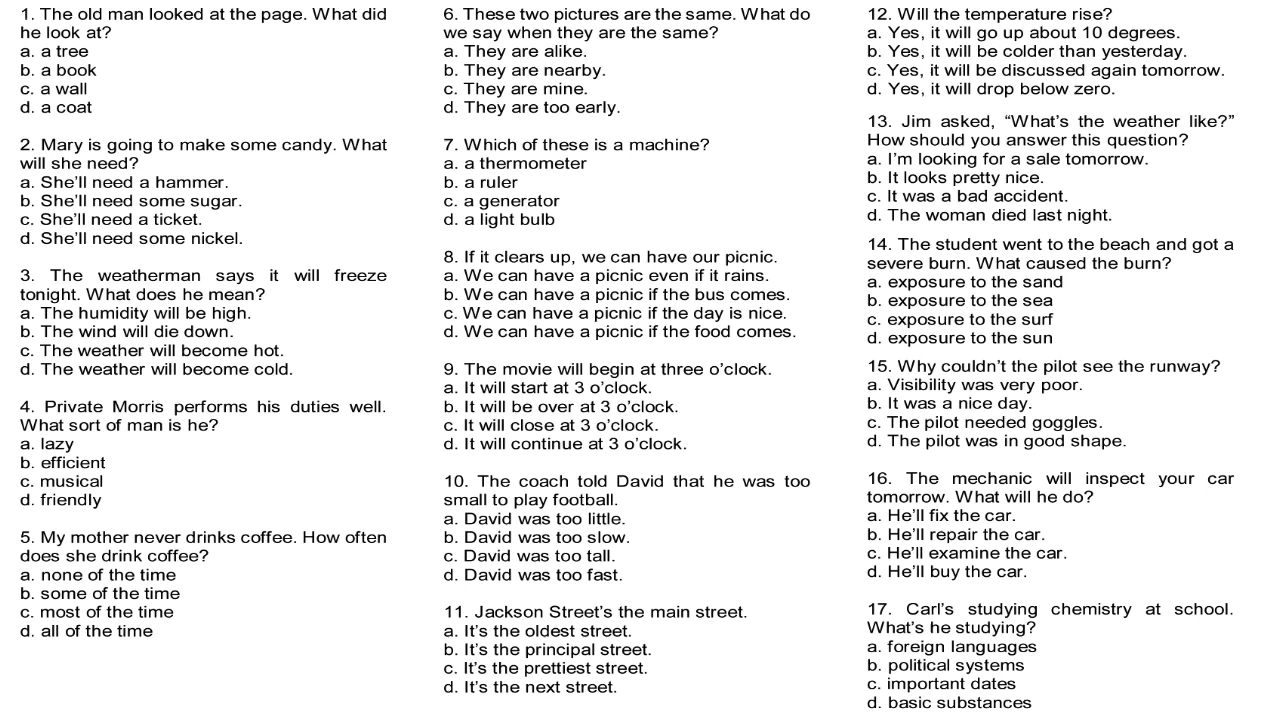 1. The old man looked at the page. What did
he look at?
a. a tree
b. a book
c. a wall
d. a coat
2. Mary is going to make some candy. What
will she need?
a. She'll need a hammer.
b. She'll need some sugar.
c. She'll need a ticket.
d. She'll need some nickel.
3. The weatherman says it will freeze
tonight. What does he mean?
a. The humidity will be high.
b. The wind will die down.
c. The weather will become hot.
d. The weather will become cold.
4. Private Morris performs his duties well.
What sort of man is he?
a. lazy
b. efficient
c. musical
d. friendly
5. My mother never drinks coffee. How often
does she drink coffee?
a. none of the time
b. some of the time
c. most of the time
d. all of the time
6. These two pictures are the same. What do
we say when they are the same?
a. They are alike.
b. They are nearby.
c. They are mine.
d. They are too early.
7. Which of these is a machine?
a. a thermometer
b. a ruler
c. a generator
d. a light bulb
8. If it clears up, we can have our picnic.
a. We can have a picnic even if it rains.
b. We can have a picnic if the bus comes.
c. We can have a picnic if the day is nice.
d. We can have a picnic if the food comes.
9. The movie will begin at three o'clock.
a. It will start at 3 o'clock.
b. It will be over at 3 o'clock.
c. It will close at 3 o'clock.
d. It will continue at 3 o'clock.
10. The coach told David that he was too
small to play football.
a. David was too little.
b. David was too slow.
c. David was too tall.
d. David was too fast.
11. Jackson Street's the main street.
a. It's the oldest street.
b. It's the principal street.
c. It's the prettiest street.
d. It's the next street.
12. Will the temperature rise?
a. Yes, it will go up about 10 degrees.
b. Yes, it will be colder than yesterday.
c. Yes, it will be discussed again tomorrow.
d. Yes, it will drop below zero.
13. Jim asked, “What's the weather like?”
How should you answer this question?
a. I'm looking for a sale tomorrow.
b. It looks pretty nice.
c. It was a bad accident.
d. The woman died last night.
14. The student went to the beach and got a
severe burn. What caused the burn?
a. exposure to the sand
b. exposure to the sea
c. exposure to the surf
d. exposure to the sun
15. Why couldn't the pilot see the runway?
a. Visibility was very poor.
b. It was a nice day.
c. The pilot needed goggles.
d. The pilot was in good shape.
16. The mechanic will inspect your car
tomorrow. What will he do?
a. He'll fix the car.
b. He'll repair the car.
c. He'll examine the car.
d. He'll buy the car.
17. Carl's studying chemistry at school.
What's he studying?
a. foreign languages
b. political systems
c. important dates
d. basic substances